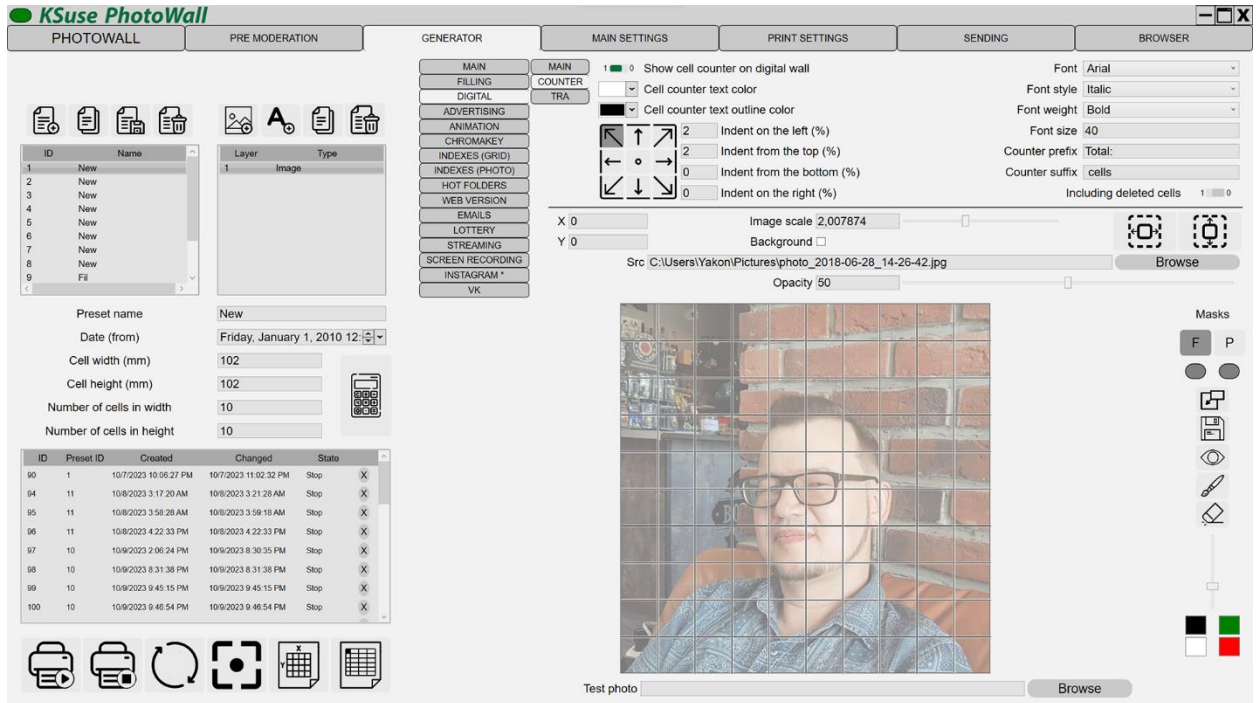 KSuse PhotoWall
PHOTOWALL PRE MODERATION GENERATOR MAIN SETTINGS PRINT SETTINGS SENDING BROWSER
MAIN
FILLING
DIGITAL
ADVERTISING
ANIMATION
CHROMAKEY
INDEXES (GRID)
INDEXES (PHOTO)
HOT FOLDERS
WEB VERSION
EMAILS
LOTTERY
STREAMING
SCREEN RECORDING
INSTAGRAM *
VK
MAIN
COUNTER
TRA
1 0 Show cell counter on digital wall
Cell counter text color
Cell counter text outline color
2 Indent on the left (%)
2 Indent from the top (%)
0 Indent from the bottom (%)
0 Indent on the right (%)
Font Arial
Font style Italic
Font weight Bold
Font size 40
Counter prefix Total:
Counter suffix cells
Including deleted cells 1 0
ID Name
1 New
2 New
3 New
4 New
5 New
6 New
7 New
8 New
9 Fil
Layer Type
1 Image
X 0
Y 0
Image scale 2,007874
Background
Src C:\Users\Yakon\Pictures\photo_2018-06-28_14-26-42.jpg Browse
Opacity 50
Preset name New
Date (from) Friday, January 1, 2010 12:
Cell width (mm) 102
Cell height (mm) 102
Number of cells in width 10
Number of cells in height 10
ID Preset ID Created Changed State
90 1 10/7/2023 10:06:27 PM 10/7/2023 11:02:32 PM Stop X
94 11 10/8/2023 3:17:20 AM 10/8/2023 3:21:28 AM Stop X
95 11 10/8/2023 3:58:28 AM 10/8/2023 3:59:18 AM Stop X
96 11 10/8/2023 4:22:33 PM 10/8/2023 4:22:33 PM Stop X
97 10 10/9/2023 2:06:24 PM 10/9/2023 8:30:35 PM Stop X
98 10 10/9/2023 8:31:38 PM 10/9/2023 8:31:38 PM Stop X
99 10 10/9/2023 9:45:15 PM 10/9/2023 9:45:15 PM Stop X
100 10 10/9/2023 9:46:54 PM 10/9/2023 9:46:54 PM Stop X
Masks
F P
Test photo Browse